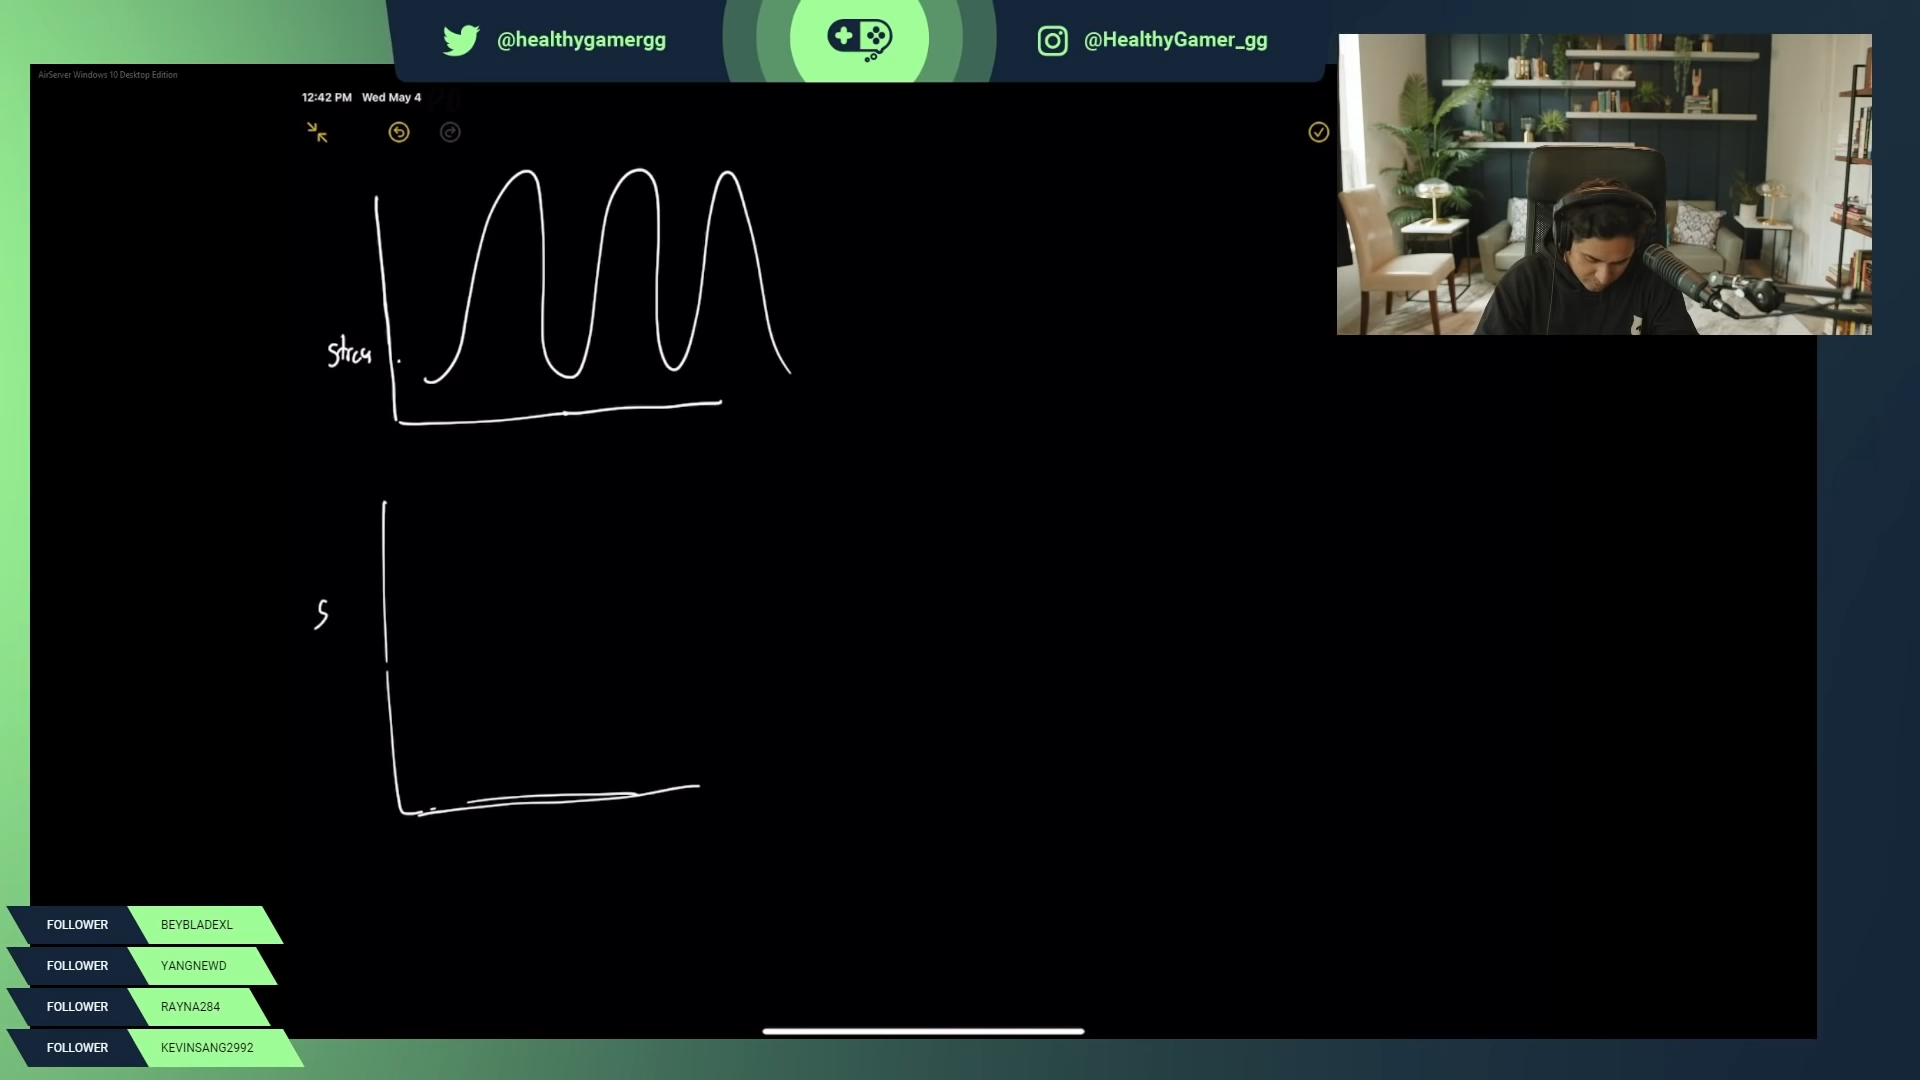 @healthygamergg
@HealthyGamer_gg
AirServer Windows 10 Desktop Edition
12:42 PM Wed May 4
S
FOLLOWER BEYBLADEXL
FOLLOWER YANGNEWD
FOLLOWER RAYNA284
FOLLOWER KEVINSANG2992